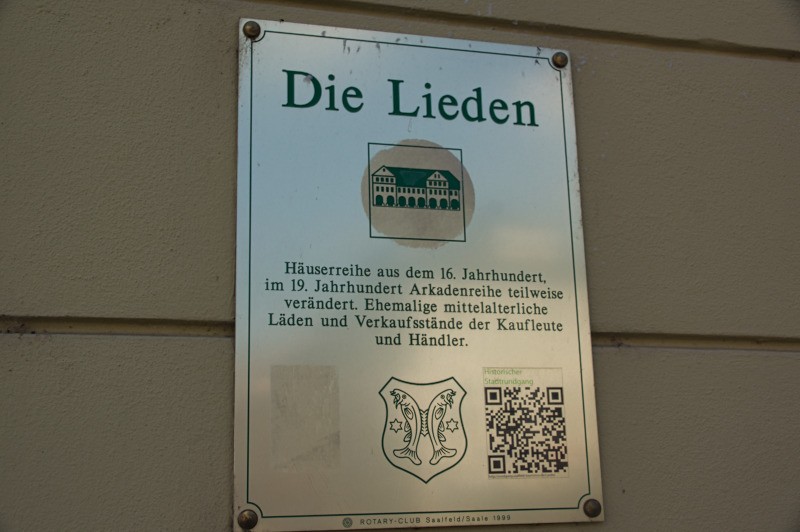 Die Lieden
Häuserreihe aus dem 16. Jahrhundert,
im 19. Jahrhundert Arkadenreihe teilweise
verändert. Ehemalige mittelalterliche
Läden und Verkaufsstände der Kaufleute
und Händler.
Historischer
Stadtrundgang
ROTARY-CLUB Saalfeld/Saale 1999